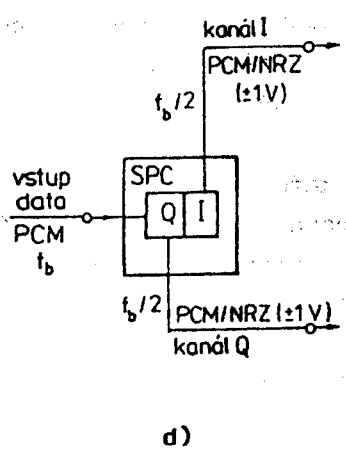 kanál I
PCM/NRZ
(±1V)
f_b/2
SPC
vstup
data
Q I
PCM
f_b
f_b/2
PCM/NRZ (±1V)
kanál Q
d)